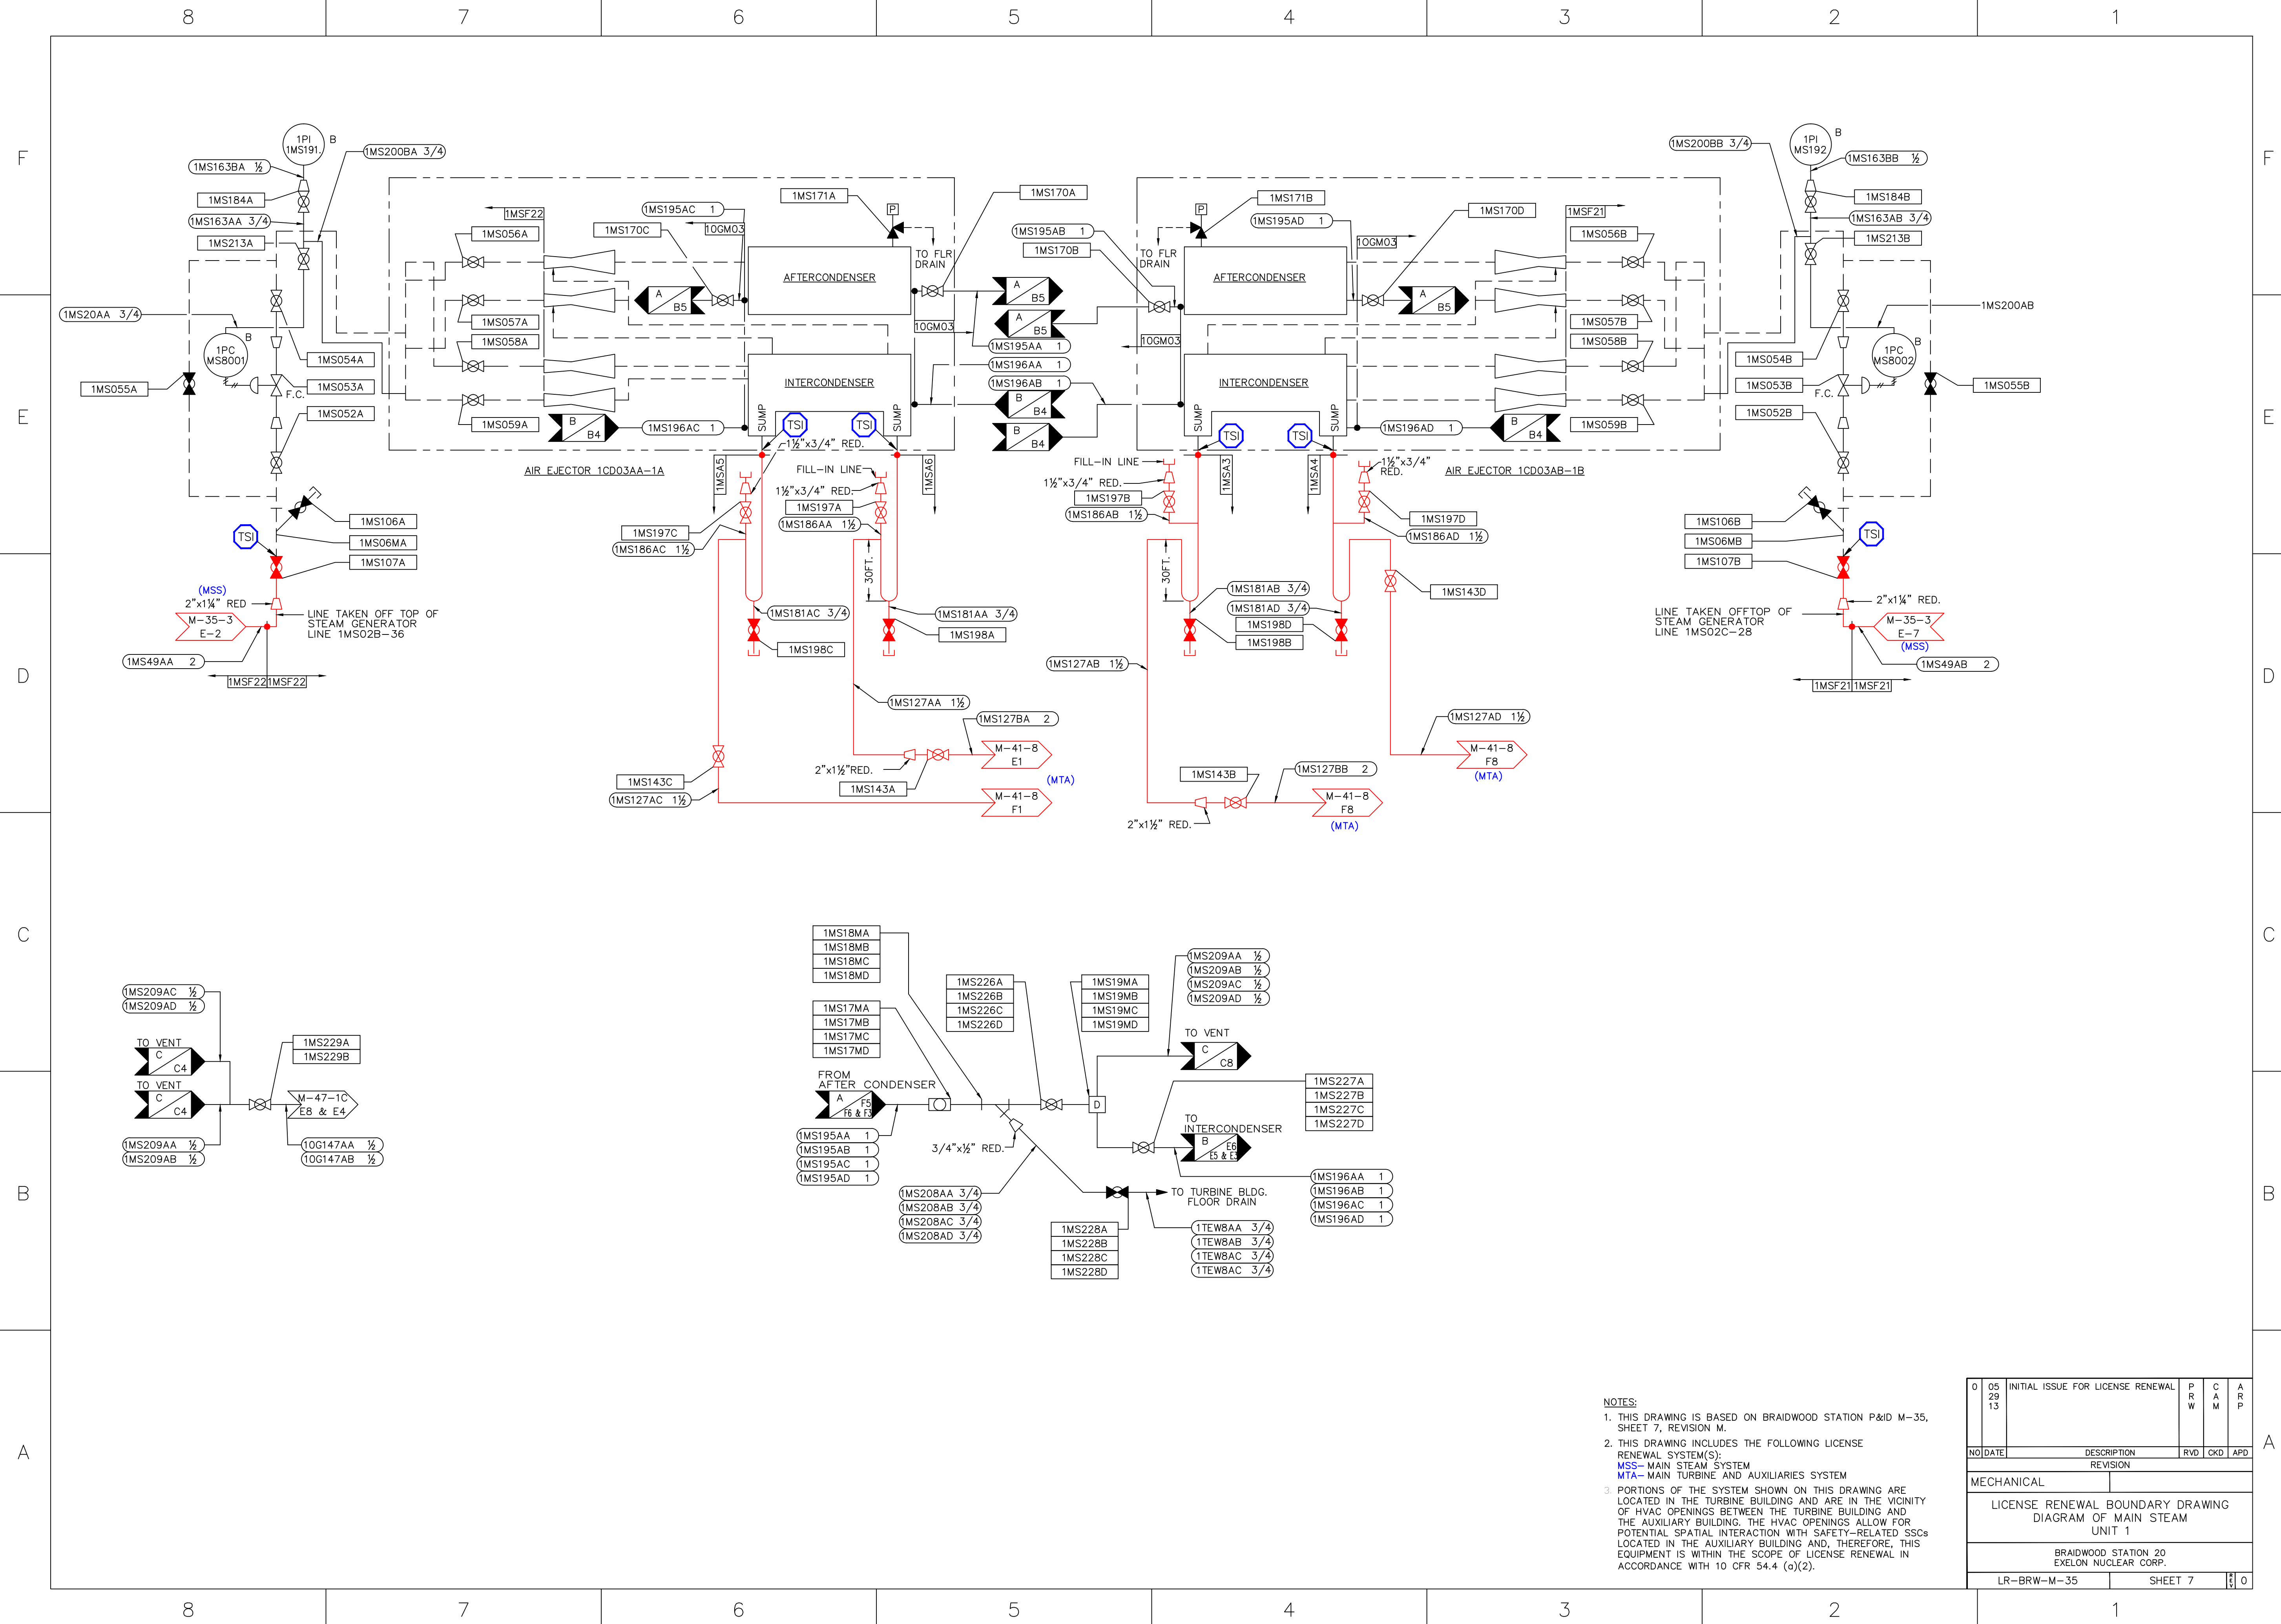 8 7 6 5 4 3 2 1
F
E
D
C
B
A
F
E
D
C
B
A
1PI
1MS191.
B
1MS163BA ½
1MS184A
1MS163AA 3/4
1MS213A
1MS200BA 3/4
1MS20AA 3/4
1PC
MS8001
B
1MS055A
1MS054A
1MS053A
F.C.
1MS052A
1MS106A
1MS06MA
1MS107A
TSI
(MSS)
2"x1¼" RED
M-35-3
E-2
LINE TAKEN OFF TOP OF
STEAM GENERATOR
LINE 1MS02B-36
1MS49AA 2
1MSF22
1MSF22
1MSF22
1MS056A
1MS057A
1MS058A
1MS059A
1MS195AC 1
1MS170C
1OGM03
1MS171A
P
TO FLR
DRAIN
AFTERCONDENSER
A
B5
INTERCONDENSER
SUMP
SUMP
B
B4
1MS196AC 1
TSI
TSI
AIR EJECTOR 1CD03AA-1A
1MS170A
A
B5
A
B5
1OGM03
1MS195AA 1
1MS196AA 1
1MS196AB 1
B
B4
B
B4
1MS195AB 1
1MS170B
1OGM03
TO FLR
DRAIN
P
1MS171B
1MS195AD 1
1OGM03
1MS170D
AFTERCONDENSER
A
B5
INTERCONDENSER
SUMP
SUMP
TSI
TSI
1MS196AD 1
B
B4
AIR EJECTOR 1CD03AB-1B
1MSF21
1MS056B
1MS057B
1MS058B
1MS059B
1MS200BB 3/4
1PI
MS192
B
1MS163BB ½
1MS184B
1MS163AB 3/4
1MS213B
1MS200AB
1PC
MS8002
B
1MS054B
1MS053B
F.C.
1MS052B
1MS055B
1MS106B
1MS06MB
1MS107B
TSI
2"x1¼" RED.
LINE TAKEN OFFTOP OF
STEAM GENERATOR
LINE 1MS02C-28
M-35-3
E-7
(MSS)
1MS49AB 2
1MSF21
1MSF21
1MSA5
1½"x3/4" RED.
FILL-IN LINE
1½"x3/4" RED.
1MSA6
1MS197C
1MS186AC 1½
1MS197A
1MS186AA 1½
30FT.
1MS181AC 3/4
1MS198C
1MS181AA 3/4
1MS198A
1MS127AA 1½
1MS127BA 2
2"x1½"RED.
1MS143A
M-41-8
E1
(MTA)
1MS143C
1MS127AC 1½
M-41-8
F1
FILL-IN LINE
1½"x3/4" RED.
1MS197B
1MS186AB 1½
1MSA3
1MSA4
1½"x3/4"
RED.
1MS197D
1MS186AD 1½
30FT.
1MS181AB 3/4
1MS181AD 3/4
1MS198D
1MS198B
1MS143D
1MS127AB 1½
1MS127AD 1½
M-41-8
F8
(MTA)
1MS143B
1MS127BB 2
2"x1½" RED.
M-41-8
F8
(MTA)
1MS209AC ½
1MS209AD ½
TO VENT
C
C4
TO VENT
C
C4
1MS229A
1MS229B
M-47-1C
E8 & E4
1MS209AA ½
1MS209AB ½
1OG147AA ½
1OG147AB ½
1MS18MA
1MS18MB
1MS18MC
1MS18MD
1MS17MA
1MS17MB
1MS17MC
1MS17MD
FROM
AFTER CONDENSER
A
F5
F6 & F3
1MS195AA 1
1MS195AB 1
1MS195AC 1
1MS195AD 1
3/4"x½" RED.
1MS208AA 3/4
1MS208AB 3/4
1MS208AC 3/4
1MS208AD 3/4
1MS226A
1MS226B
1MS226C
1MS226D
1MS19MA
1MS19MB
1MS19MC
1MS19MD
D
1MS209AA ½
1MS209AB ½
1MS209AC ½
1MS209AD ½
TO VENT
C
C8
1MS227A
1MS227B
1MS227C
1MS227D
TO
INTERCONDENSER
B
E6
E5 & E3
1MS196AA 1
1MS196AB 1
1MS196AC 1
1MS196AD 1
TO TURBINE BLDG.
FLOOR DRAIN
1MS228A
1MS228B
1MS228C
1MS228D
1TEW8AA 3/4
1TEW8AB 3/4
1TEW8AC 3/4
1TEW8AC 3/4
NOTES:
1. THIS DRAWING IS BASED ON BRAIDWOOD STATION P&ID M-35,
SHEET 7, REVISION M.
2. THIS DRAWING INCLUDES THE FOLLOWING LICENSE
RENEWAL SYSTEM(S):
MSS- MAIN STEAM SYSTEM
MTA- MAIN TURBINE AND AUXILIARIES SYSTEM
3. PORTIONS OF THE SYSTEM SHOWN ON THIS DRAWING ARE
LOCATED IN THE TURBINE BUILDING AND ARE IN THE VICINITY
OF HVAC OPENINGS BETWEEN THE TURBINE BUILDING AND
THE AUXILIARY BUILDING. THE HVAC OPENINGS ALLOW FOR
POTENTIAL SPATIAL INTERACTION WITH SAFETY-RELATED SSCs
LOCATED IN THE AUXILIARY BUILDING AND, THEREFORE, THIS
EQUIPMENT IS WITHIN THE SCOPE OF LICENSE RENEWAL IN
ACCORDANCE WITH 10 CFR 54.4 (a)(2).
0 05 29 13 INITIAL ISSUE FOR LICENSE RENEWAL PRW CAM ARP
NO DATE DESCRIPTION RVD CKD APD
REVISION
MECHANICAL
LICENSE RENEWAL BOUNDARY DRAWING
DIAGRAM OF MAIN STEAM
UNIT 1
BRAIDWOOD STATION 20
EXELON NUCLEAR CORP.
LR-BRW-M-35 SHEET 7 REV 0
8 7 6 5 4 3 2 1